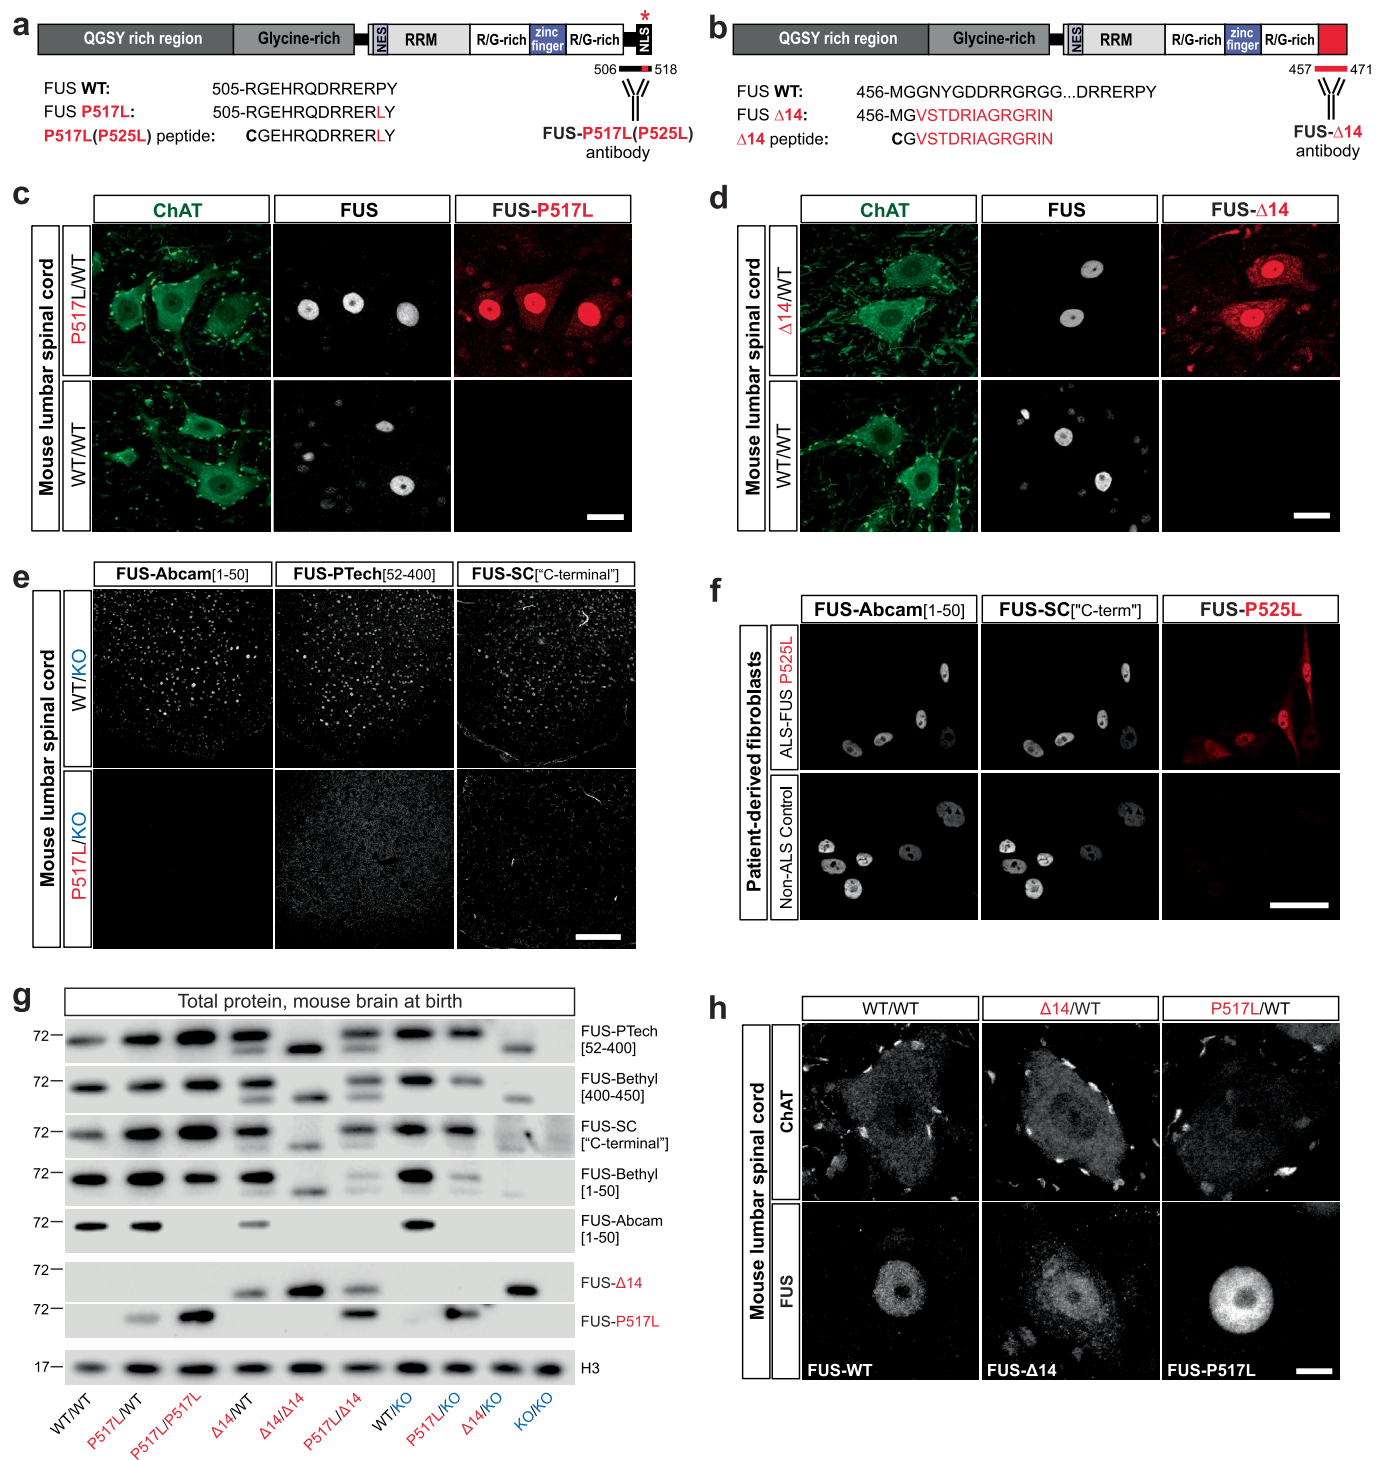 a
QGSY rich region
Glycine-rich
NES
RRM
R/G-rich
zinc
finger
R/G-rich
NLS
*
506
518
FUS WT: 505-RGEHRQDRRERPY
FUS P517L: 505-RGEHRQDRRERLY
P517L(P525L) peptide: CGEHRQDRRERLY
FUS-P517L(P525L)
antibody
b
QGSY rich region
Glycine-rich
NES
RRM
R/G-rich
zinc
finger
R/G-rich
457
471
FUS WT: 456-MGGNYGDDRRGRGG...DRRERPY
FUS Δ14: 456-MGVSTDRIAGRGRIN
Δ14 peptide: CGVSTDRIAGRGRIN
FUS-Δ14
antibody
c
ChAT
FUS
FUS-P517L
Mouse lumbar spinal cord
P517L/WT
WT/WT
d
ChAT
FUS
FUS-Δ14
Mouse lumbar spinal cord
Δ14/WT
WT/WT
e
FUS-Abcam[1-50]
FUS-PTech[52-400]
FUS-SC["C-terminal"]
Mouse lumbar spinal cord
WT/KO
P517L/KO
f
FUS-Abcam[1-50]
FUS-SC["C-term"]
FUS-P525L
Patient-derived fibroblasts
ALS-FUS P525L
Non-ALS Control
g
Total protein, mouse brain at birth
72
FUS-PTech
[52-400]
72
FUS-Bethyl
[400-450]
72
FUS-SC
["C-terminal"]
72
FUS-Bethyl
[1-50]
72
FUS-Abcam
[1-50]
72
FUS-Δ14
72
FUS-P517L
17
H3
WT/WT
P517L/WT
P517L/P517L
Δ14/WT
Δ14/Δ14
P517L/Δ14
WT/KO
P517L/KO
Δ14/KO
KO/KO
h
WT/WT
Δ14/WT
P517L/WT
Mouse lumbar spinal cord
ChAT
FUS
FUS-WT
FUS-Δ14
FUS-P517L